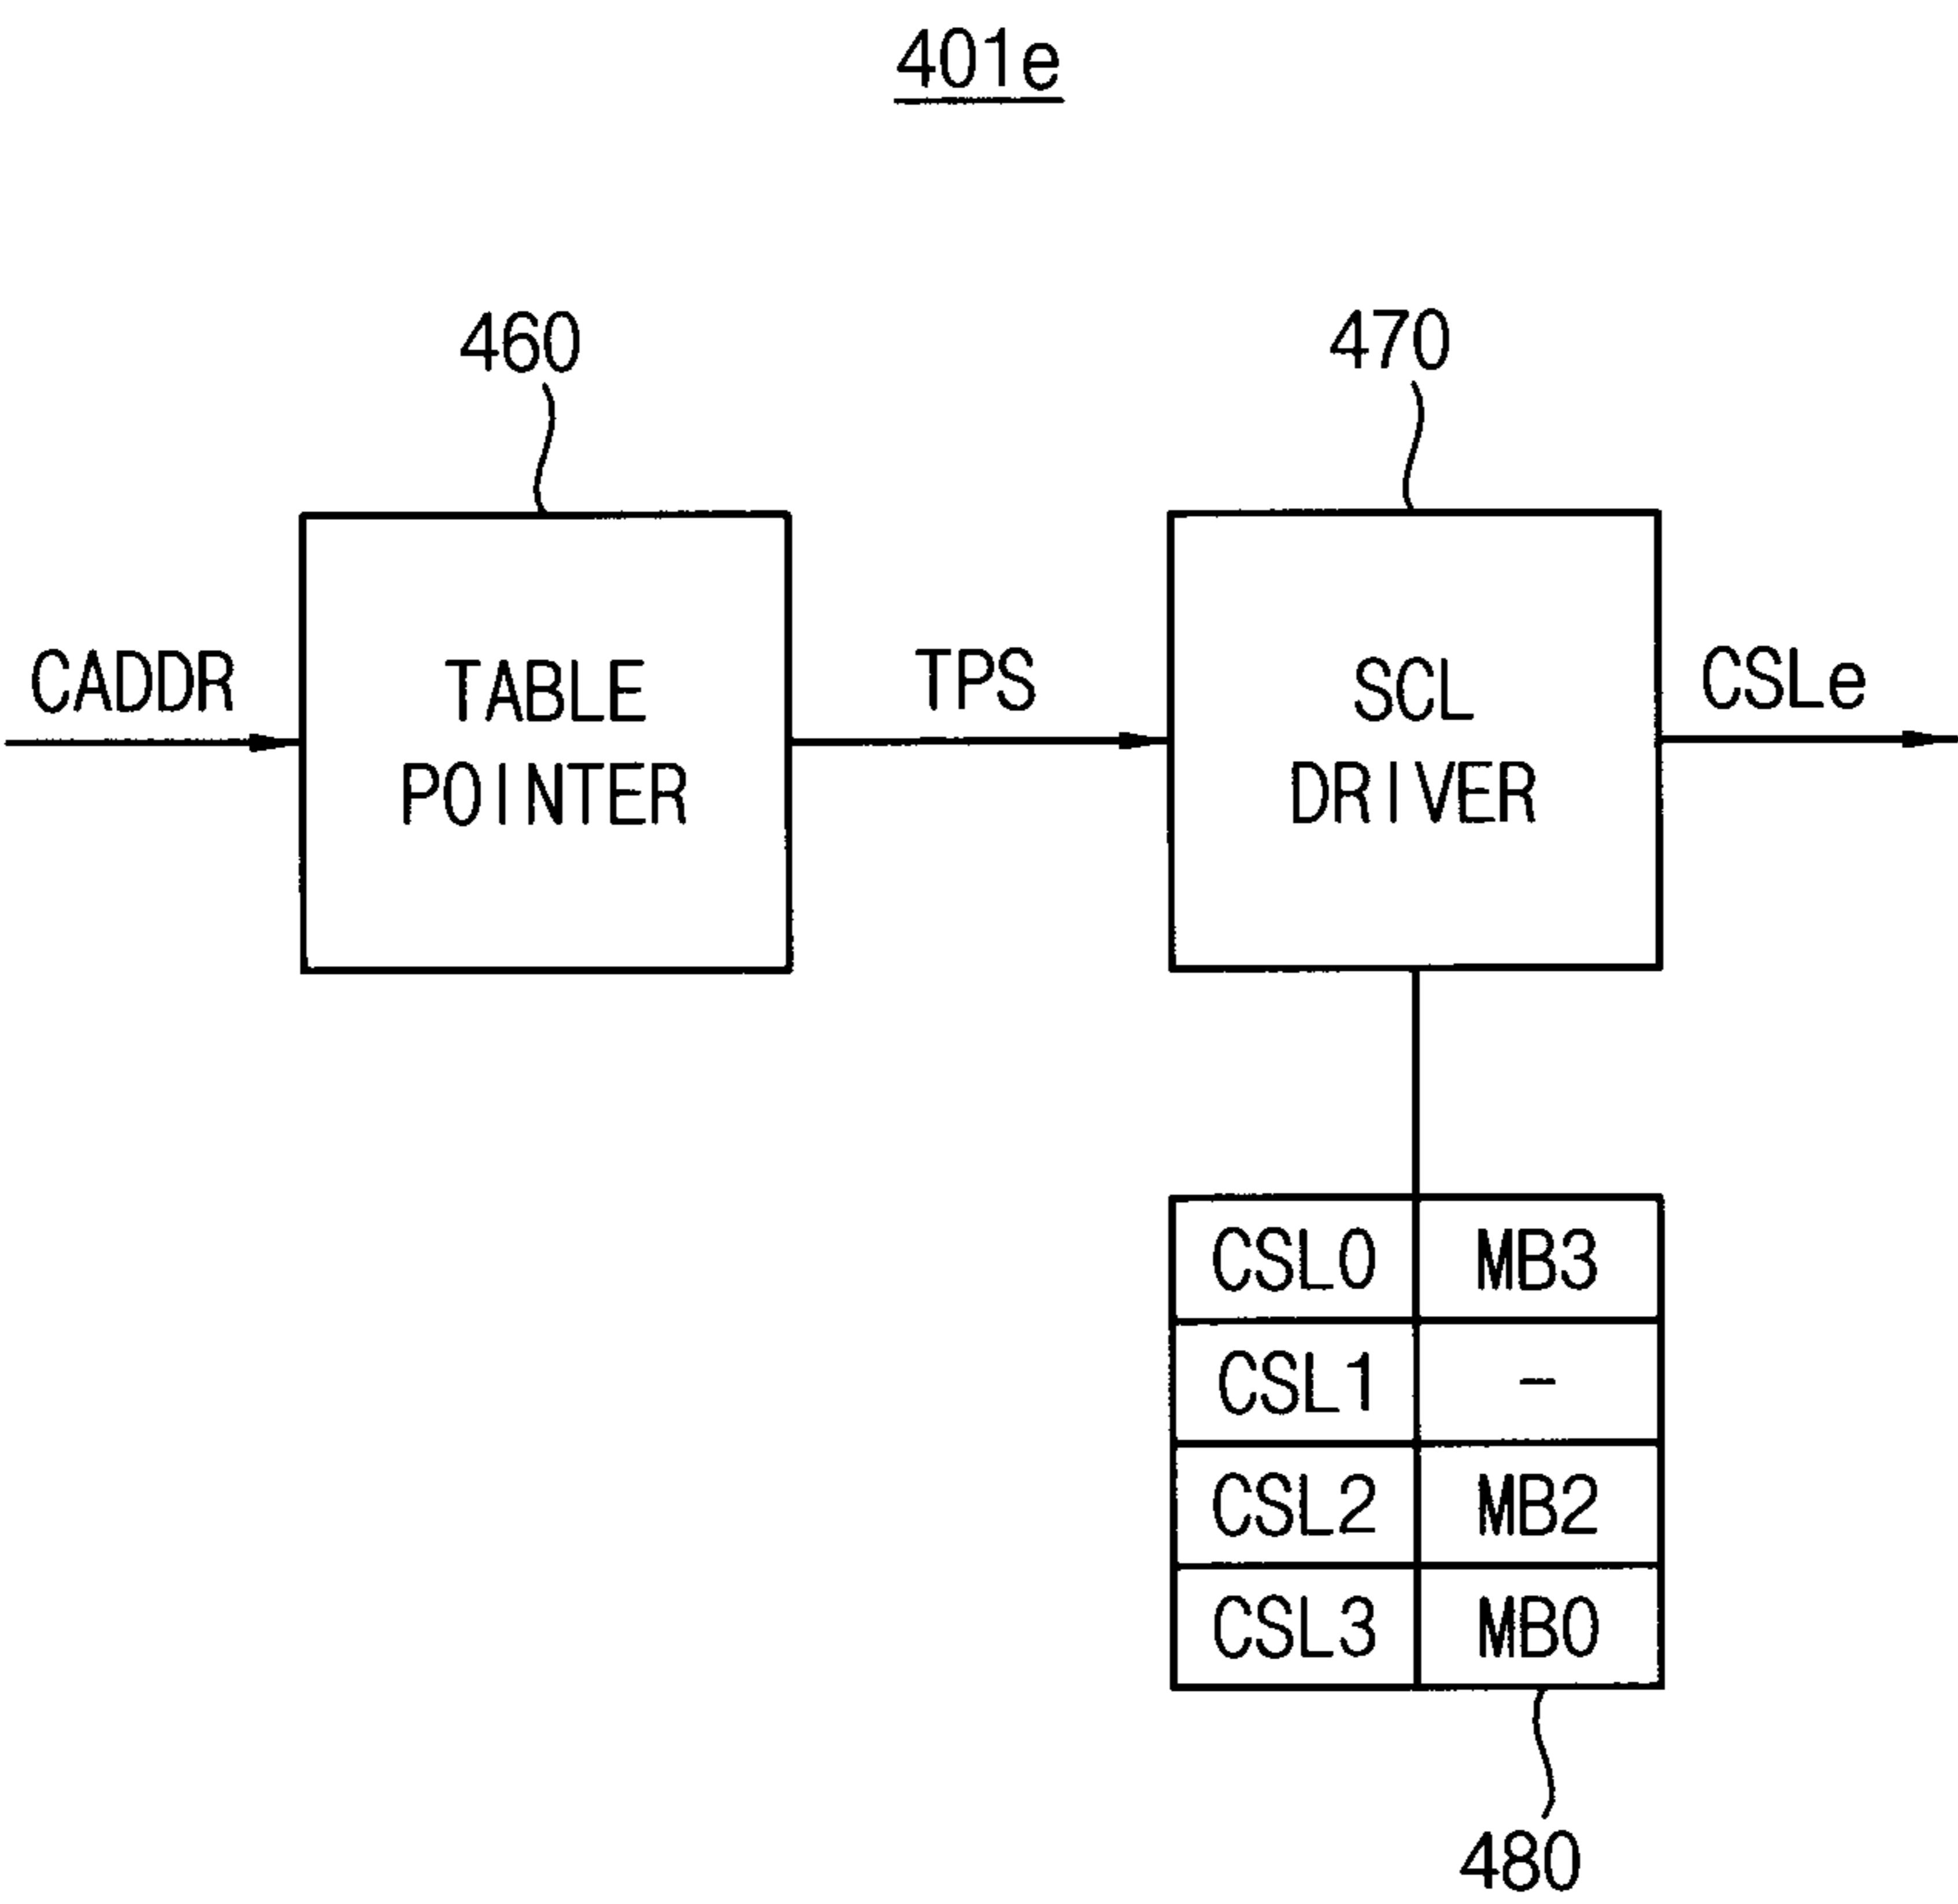 401e
460
470
CADDR
TABLE
POINTER
TPS
SCL
DRIVER
CSLe
CSL0 MB3
CSL1 -
CSL2 MB2
CSL3 MB0
480